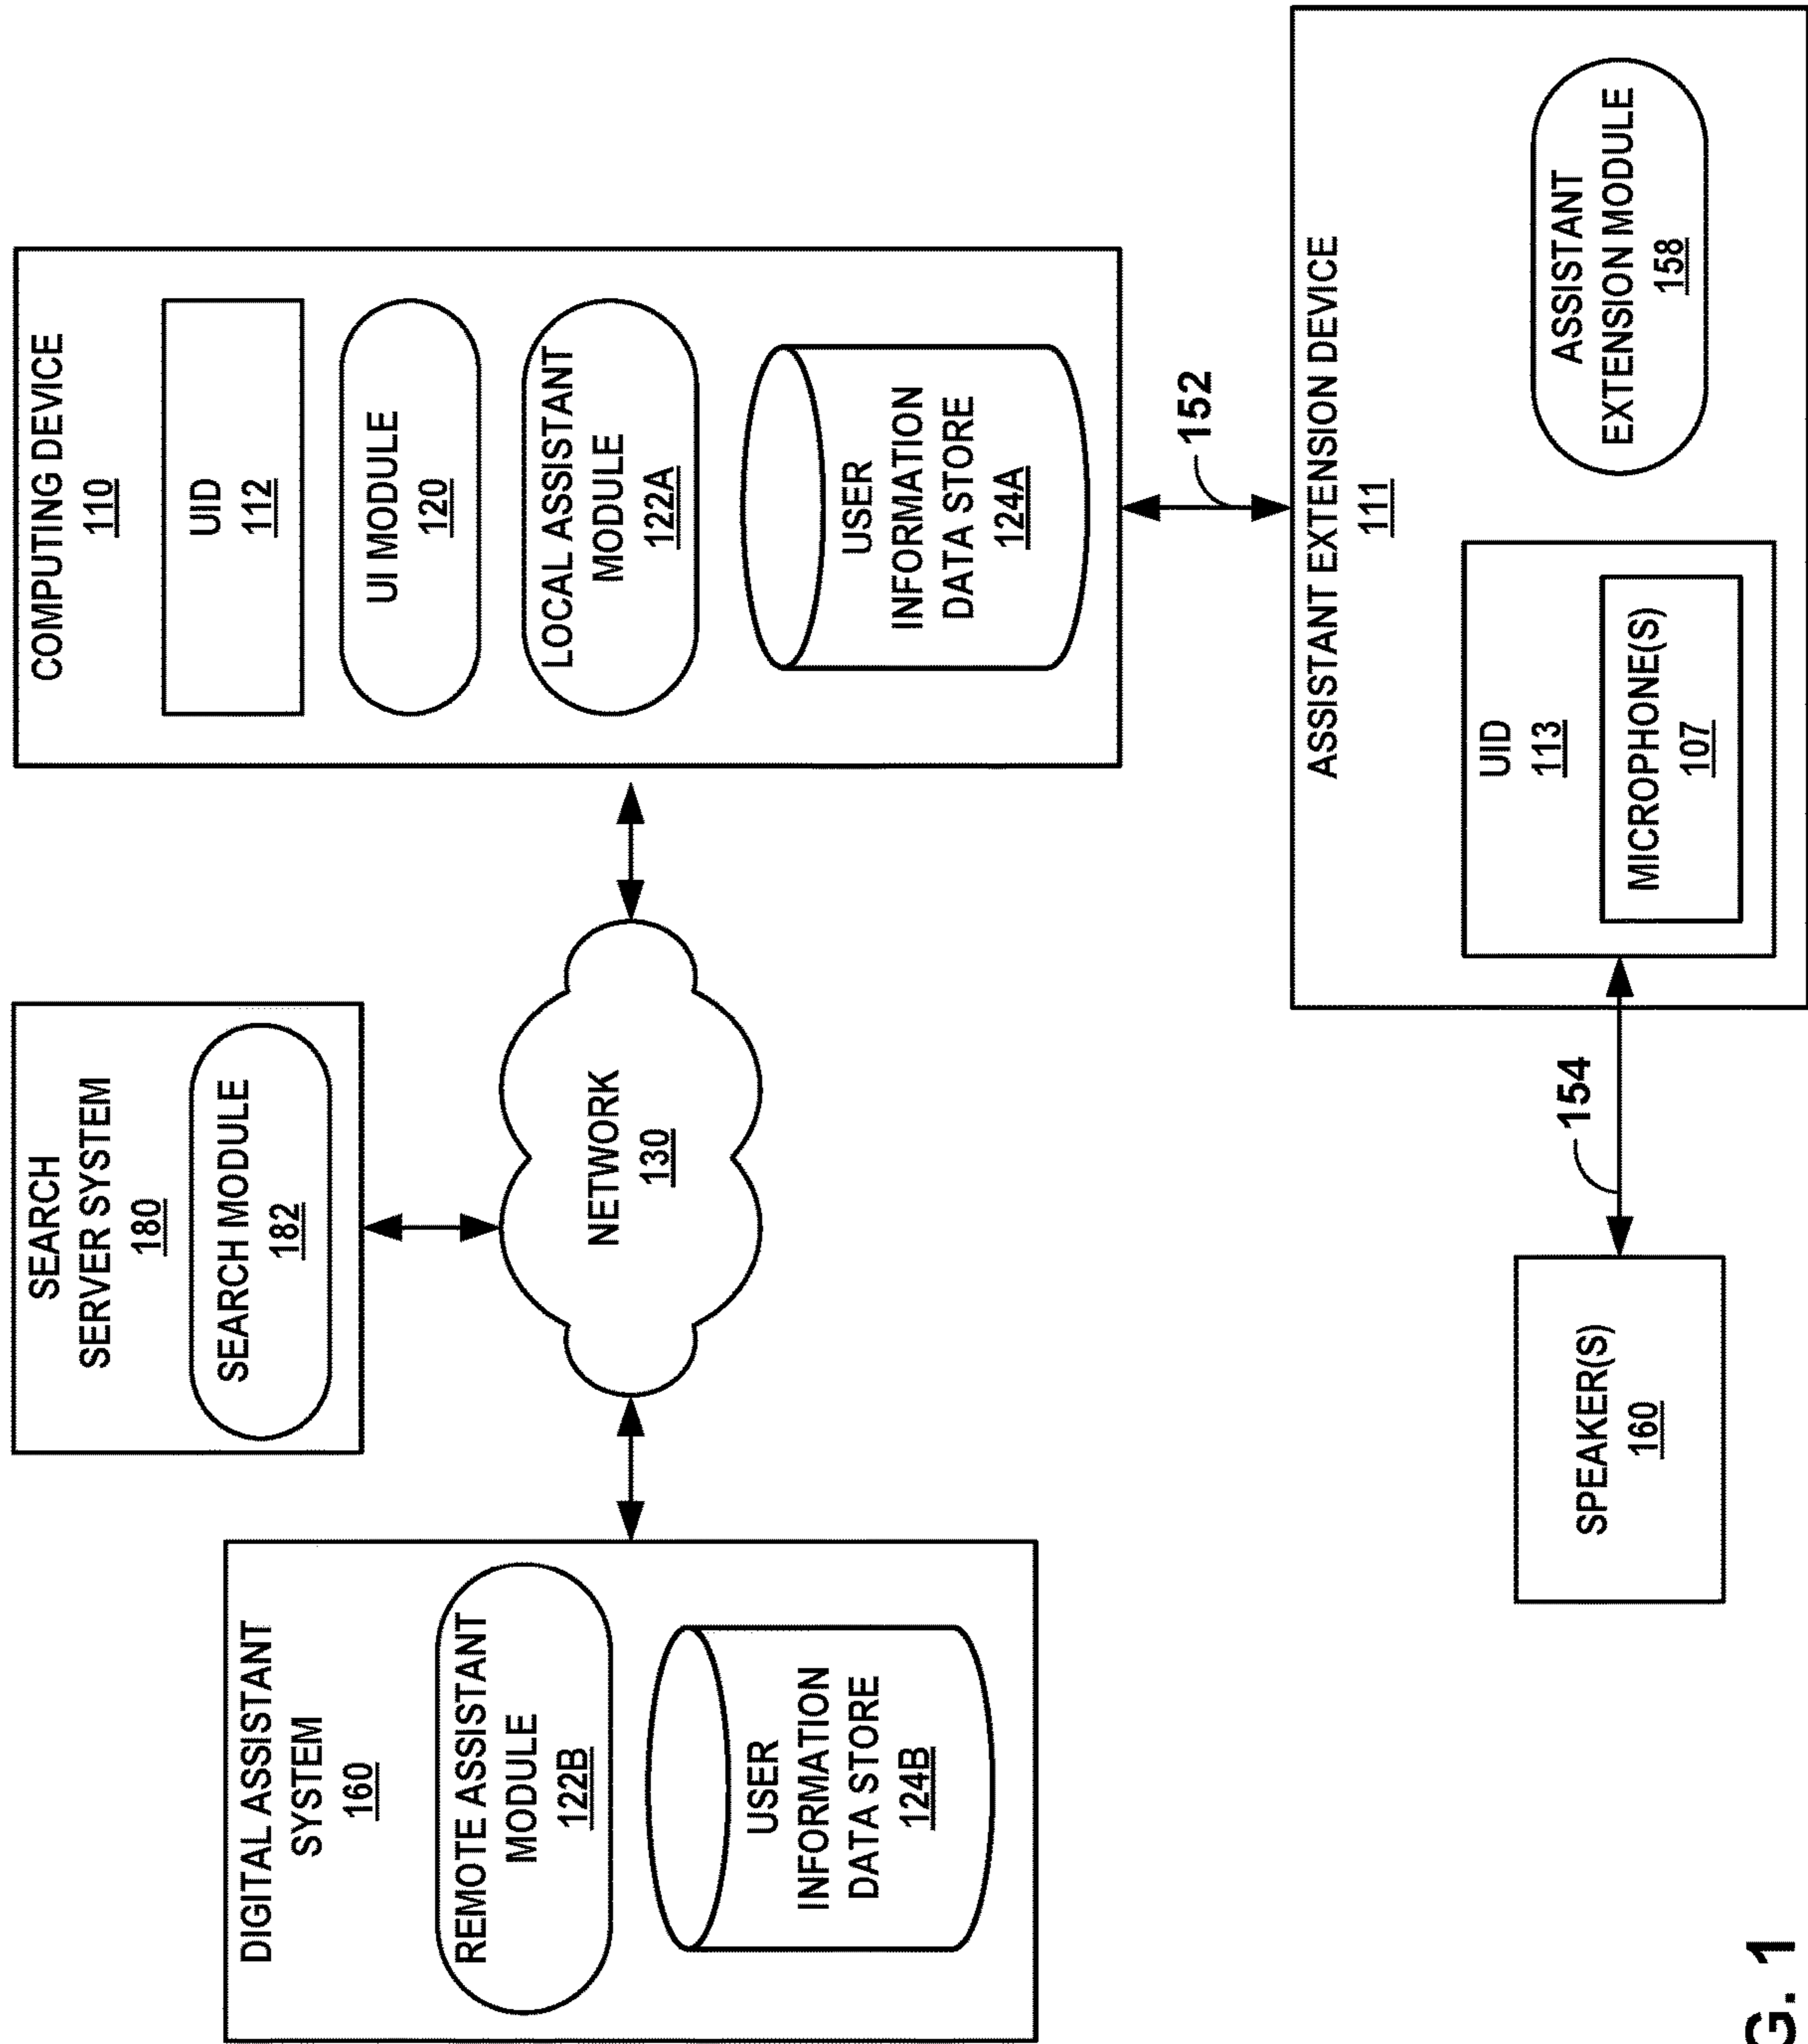 DIGITAL ASSISTANT
SYSTEM
160
REMOTE ASSISTANT
MODULE
122B
USER
INFORMATION
DATA STORE
124B
SEARCH
SERVER SYSTEM
180
SEARCH MODULE
182
NETWORK
130
COMPUTING DEVICE
110
UID
112
UI MODULE
120
LOCAL ASSISTANT
MODULE
122A
USER
INFORMATION
DATA STORE
124A
152
SPEAKER(S)
160
154
ASSISTANT EXTENSION DEVICE
111
UID
113
MICROPHONE(S)
107
ASSISTANT
EXTENSION MODULE
158
G. 1